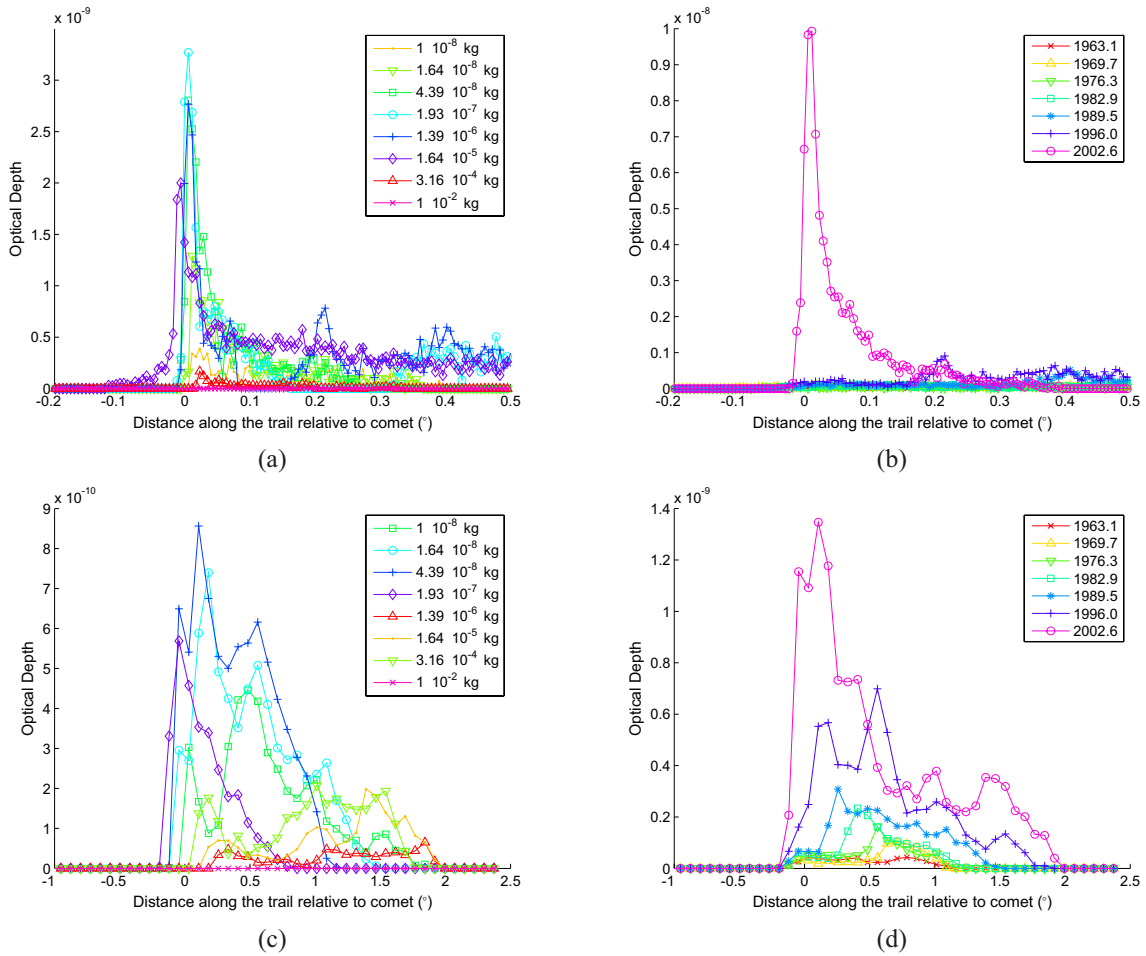 x 10^-9
3
2.5
2
1.5
1
0.5
0
Optical Depth
-0.2 -0.1 0 0.1 0.2 0.3 0.4 0.5
Distance along the trail relative to comet (°)
1 10^-8 kg
1.64 10^-8 kg
4.39 10^-8 kg
1.93 10^-7 kg
1.39 10^-6 kg
1.64 10^-5 kg
3.16 10^-4 kg
1 10^-2 kg
(a)
x 10^-8
1
0.9
0.8
0.7
0.6
0.5
0.4
0.3
0.2
0.1
0
Optical Depth
-0.2 -0.1 0 0.1 0.2 0.3 0.4 0.5
Distance along the trail relative to comet (°)
1963.1
1969.7
1976.3
1982.9
1989.5
1996.0
2002.6
(b)
x 10^-10
9
8
7
6
5
4
3
2
1
0
Optical Depth
-1 -0.5 0 0.5 1 1.5 2 2.5
Distance along the trail relative to comet (°)
1 10^-8 kg
1.64 10^-8 kg
4.39 10^-8 kg
1.93 10^-7 kg
1.39 10^-6 kg
1.64 10^-5 kg
3.16 10^-4 kg
1 10^-2 kg
(c)
x 10^-9
1.4
1.2
1
0.8
0.6
0.4
0.2
0
Optical Depth
-1 -0.5 0 0.5 1 1.5 2 2.5
Distance along the trail relative to comet (°)
1963.1
1969.7
1976.3
1982.9
1989.5
1996.0
2002.6
(d)